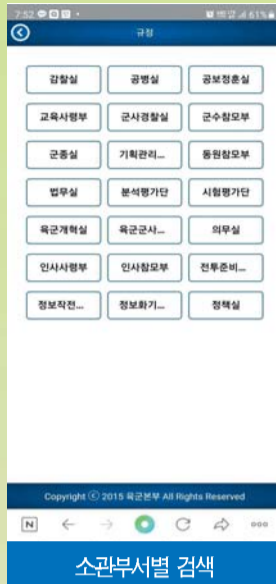 7:52
61%
규정
감찰실 공병실 공보정훈실
교육사령부 군사경찰실 군수참모부
군종실 기획관리... 동원참모부
법무실 분석평가단 시험평가단
육군개혁실 육군군사... 의무실
인사사령부 인사참모부 전투준비...
정보작전... 정보화기... 정책실
Copyright ⓒ 2015 육군본부 All Rights Reserved
N
소관부서별 검색